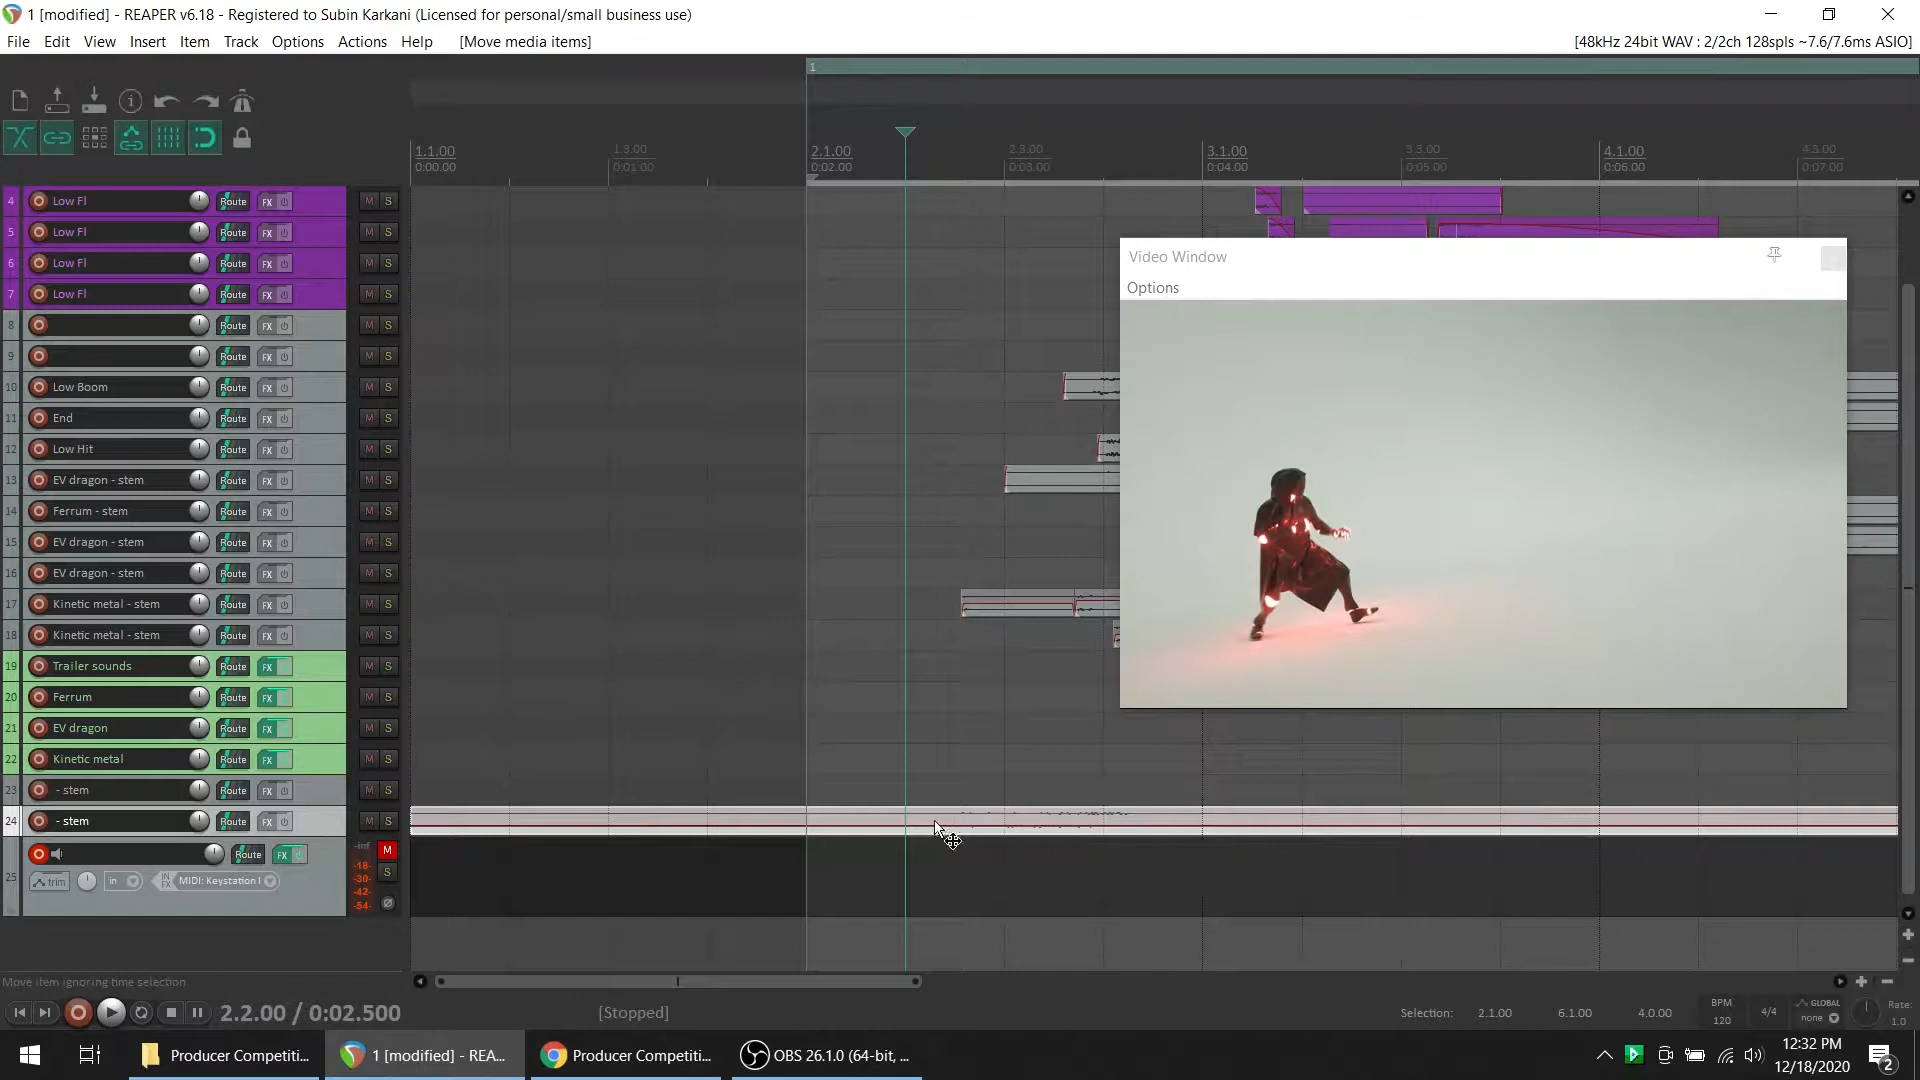 1 [modified] - REAPER v6.18 - Registered to Subin Karkani (Licensed for personal/small business use)
File Edit View Insert Item Track Options Actions Help [Move media items] [48kHz 24bit WAV : 2/2ch 128spls ~7.6/7.6ms ASIO]
1
1.1.00 1.3.00 2.1.00 2.3.00 3.1.00 3.3.00 4.1.00 4.3.00
0:00.00 0:01.00 0:02.00 0:03.00 0:04.00 0:05.00 0:06.00 0:07.00
4 Low Fl Route FX M S
5 Low Fl Route FX M S
6 Low Fl Route FX M S
7 Low Fl Route FX M S
8 Route FX M S
9 Route FX M S
10 Low Boom Route FX M S
11 End Route FX M S
12 Low Hit Route FX M S
13 EV dragon - stem Route FX M S
14 Ferrum - stem Route FX M S
15 EV dragon - stem Route FX M S
16 EV dragon - stem Route FX M S
17 Kinetic metal - stem Route FX M S
18 Kinetic metal - stem Route FX M S
19 Trailer sounds Route FX M S
20 Ferrum Route FX M S
21 EV dragon Route FX M S
22 Kinetic metal Route FX M S
23 - stem Route FX M S
24 - stem Route FX M S
25 Route FX -inf M
-18- S
-30-
-42-
-54-
trim in IN FX MIDI: Keystation
Video Window
Options
Move item ignoring time selection
2.2.00 / 0:02.500 [Stopped] Selection: 2.1.00 6.1.00 4.0.00 BPM 120 4/4 GLOBAL none Rate: 1.0
Producer Competiti... 1 [modified] - REA... Producer Competiti... OBS 26.1.0 (64-bit, ... 12:32 PM
12/18/2020 2